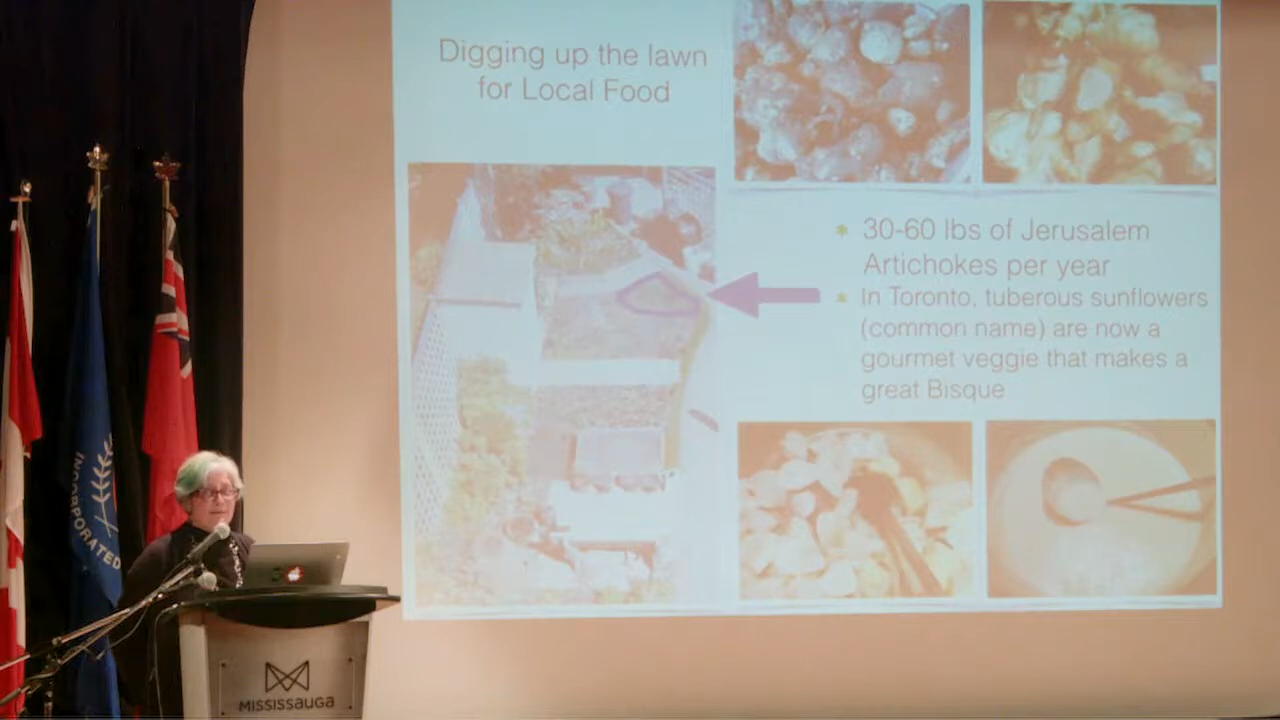 Digging up the lawn
for Local Food
30-60 lbs of Jerusalem
Artichokes per year
In Toronto, tuberous sunflowers
(common name) are now a
gourmet veggie that makes a
great Bisque
INCORPORATED
MISSISSAUGA